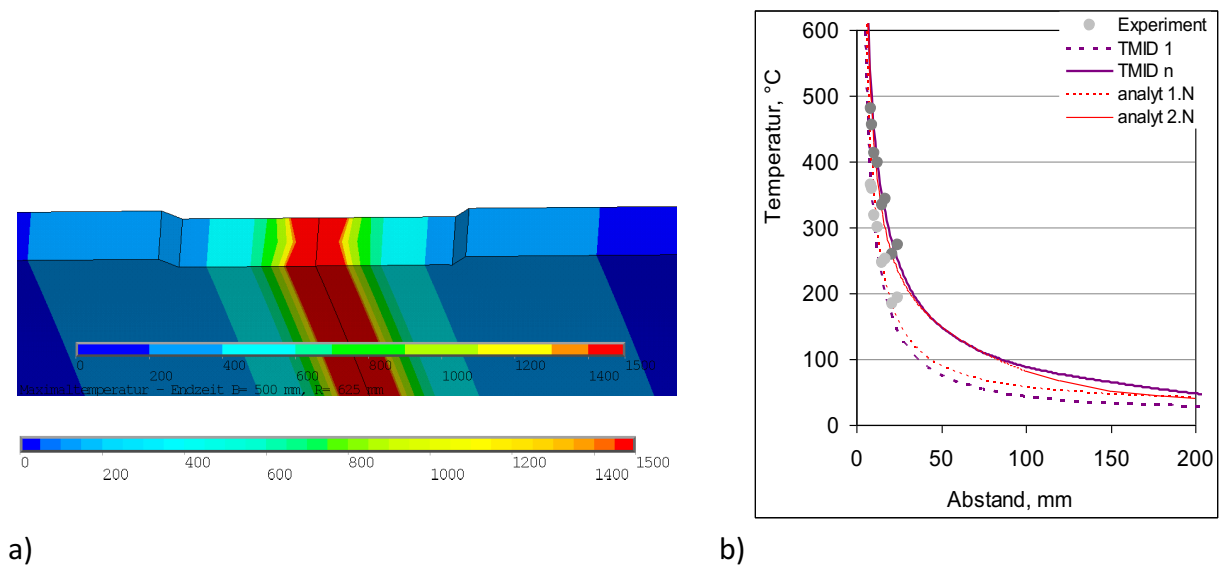 0 200 400 600 800 1000 1200 1400 1500
Maximaltemperatur - Endzeit B= 500 mm, R= 625 mm
0 200 400 600 800 1000 1200 1400 1500
a)
Experiment
TMID 1
TMID n
analyt 1.N
analyt 2.N
Temperatur, °C
600
500
400
300
200
100
0
0 50 100 150 200
Abstand, mm
b)